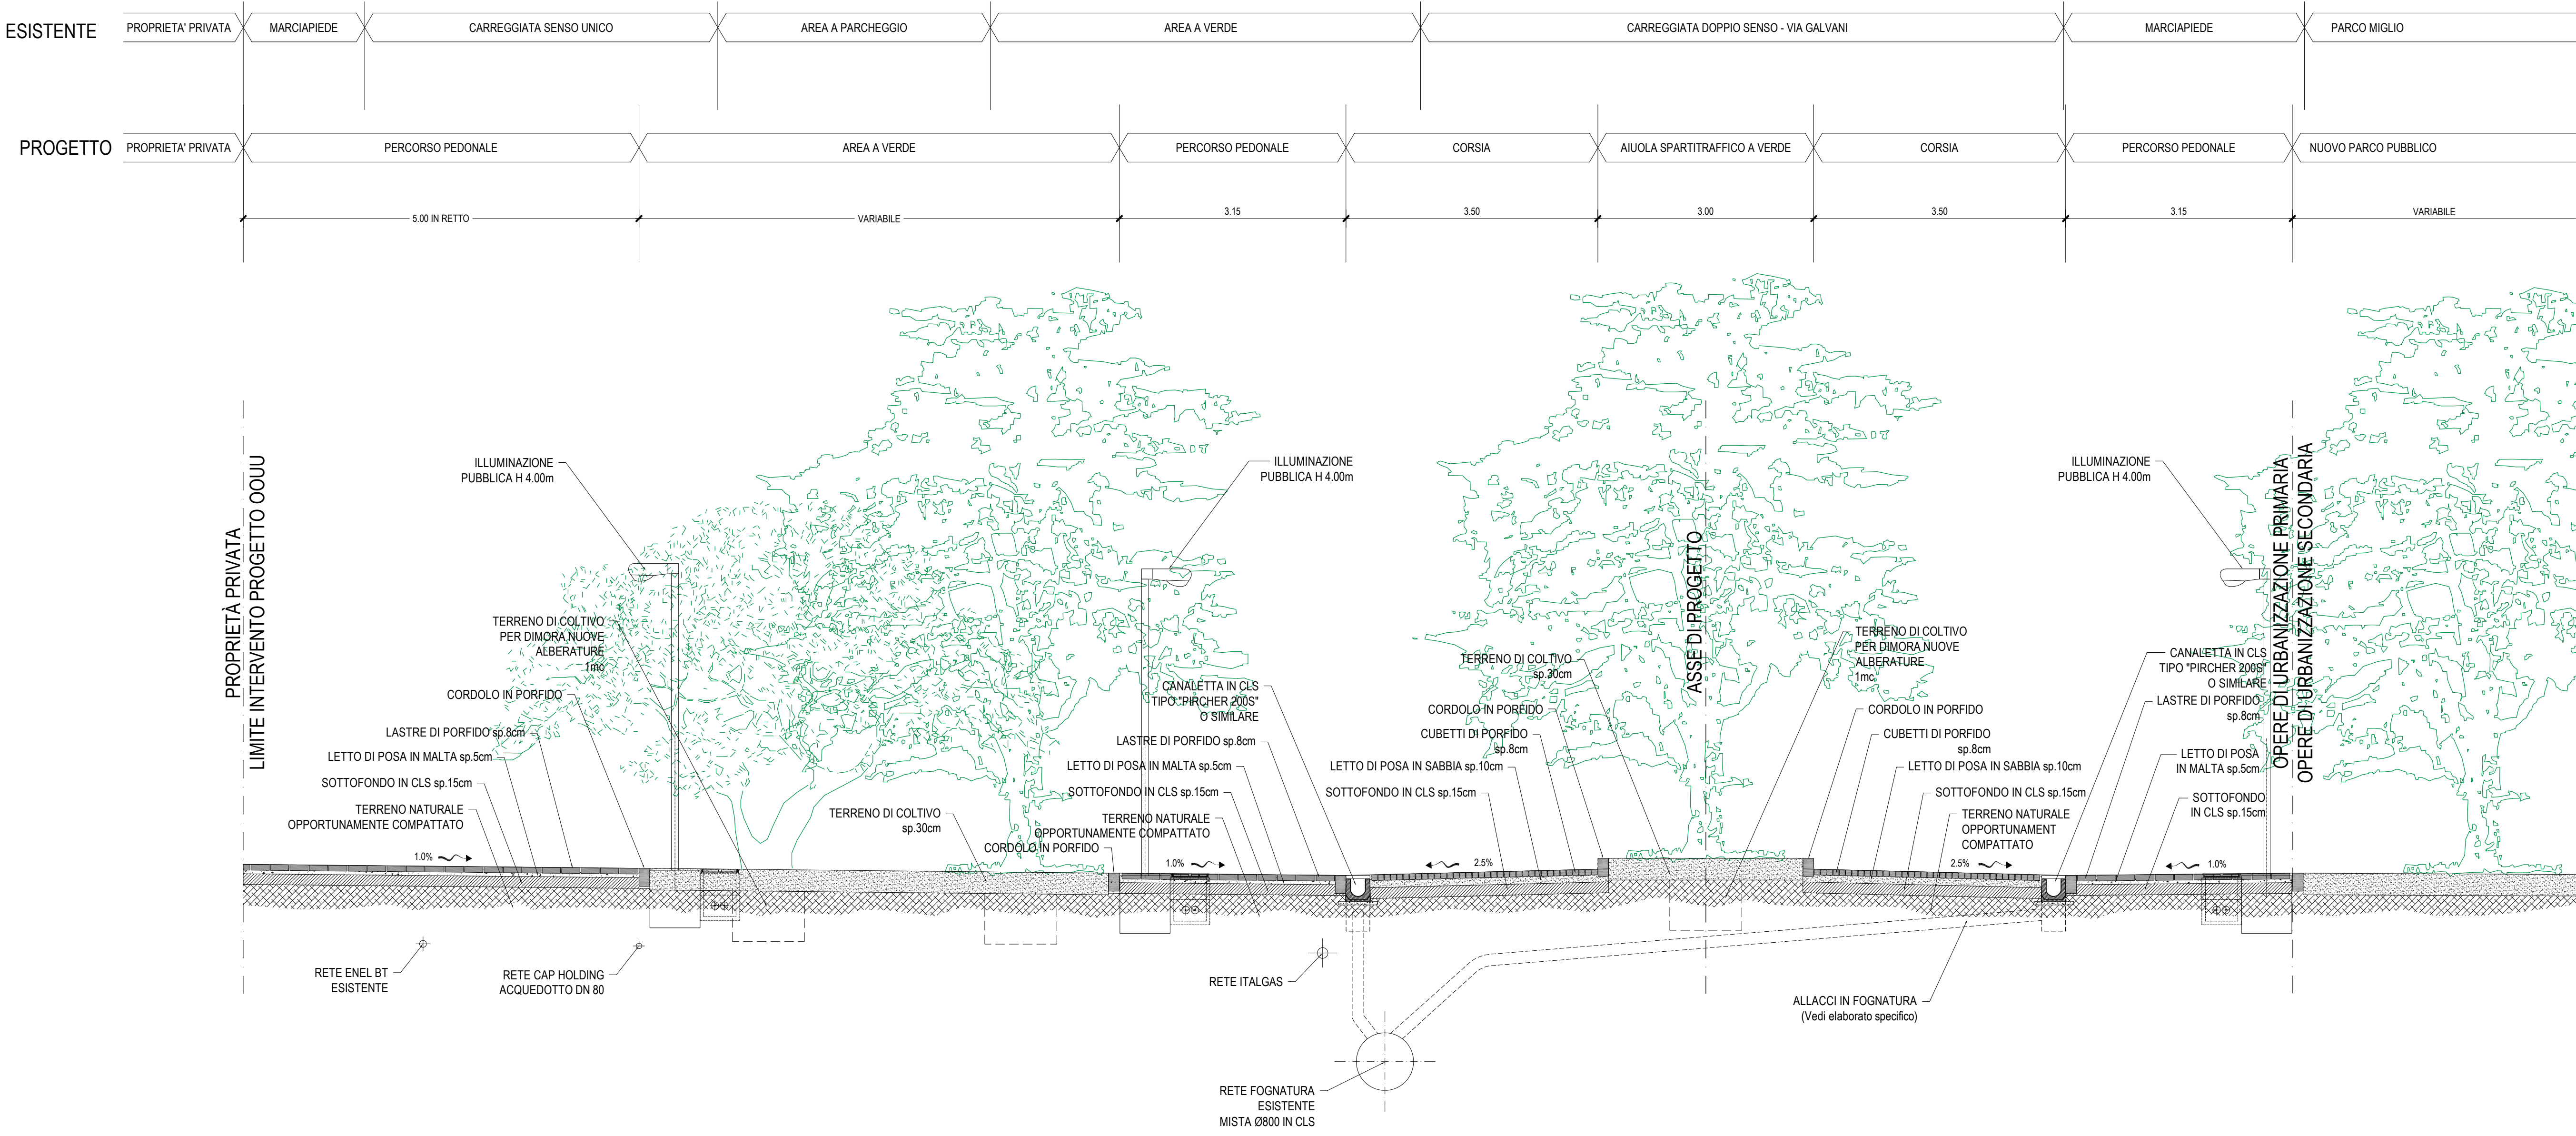 ESISTENTE
PROPRIETA' PRIVATA
MARCIAPIEDE
CARREGGIATA SENSO UNICO
AREA A PARCHEGGIO
AREA A VERDE
CARREGGIATA DOPPIO SENSO - VIA GALVANI
MARCIAPIEDE
PARCO MIGLIO
PROGETTO
PROPRIETA' PRIVATA
PERCORSO PEDONALE
AREA A VERDE
PERCORSO PEDONALE
CORSIA
AIUOLA SPARTITRAFFICO A VERDE
CORSIA
PERCORSO PEDONALE
NUOVO PARCO PUBBLICO
5.00 IN RETTO
VARIABILE
3.15
3.50
3.00
3.50
3.15
VARIABILE
PROPRIETÀ PRIVATA
LIMITE INTERVENTO PROGETTO OOUU
ILLUMINAZIONE
PUBBLICA H 4.00m
TERRENO DI COLTIVO
PER DIMORA NUOVE
ALBERATURE
1mc
CORDOLO IN PORFIDO
LASTRE DI PORFIDO sp.8cm
LETTO DI POSA IN MALTA sp.5cm
SOTTOFONDO IN CLS sp.15cm
TERRENO NATURALE
OPPORTUNAMENTE COMPATTATO
1.0%
RETE ENEL BT
ESISTENTE
RETE CAP HOLDING
ACQUEDOTTO DN 80
TERRENO DI COLTIVO
sp.30cm
ILLUMINAZIONE
PUBBLICA H 4.00m
CANALETTA IN CLS
TIPO "PIRCHER 200S"
O SIMILARE
LASTRE DI PORFIDO sp.8cm
LETTO DI POSA IN MALTA sp.5cm
SOTTOFONDO IN CLS sp.15cm
TERRENO NATURALE
OPPORTUNAMENTE COMPATTATO
CORDOLO IN PORFIDO
1.0%
RETE ITALGAS
RETE FOGNATURA
ESISTENTE
MISTA Ø800 IN CLS
TERRENO DI COLTIVO
sp.30cm
CORDOLO IN PORFIDO
CUBETTI DI PORFIDO
sp.8cm
LETTO DI POSA IN SABBIA sp.10cm
SOTTOFONDO IN CLS sp.15cm
2.5%
ASSE DI PROGETTO
TERRENO DI COLTIVO
PER DIMORA NUOVE
ALBERATURE
1mc
CORDOLO IN PORFIDO
CUBETTI DI PORFIDO
sp.8cm
LETTO DI POSA IN SABBIA sp.10cm
SOTTOFONDO IN CLS sp.15cm
TERRENO NATURALE
OPPORTUNAMENT
COMPATTATO
2.5%
ALLACCI IN FOGNATURA
(Vedi elaborato specifico)
ILLUMINAZIONE
PUBBLICA H 4.00m
CANALETTA IN CLS
TIPO "PIRCHER 200S"
O SIMILARE
LASTRE DI PORFIDO
sp.8cm
LETTO DI POSA
IN MALTA sp.5cm
SOTTOFONDO
IN CLS sp.15cm
1.0%
OPERE DI URBANIZZAZIONE PRIMARIA
OPERE DI URBANIZZAZIONE SECONDARIA